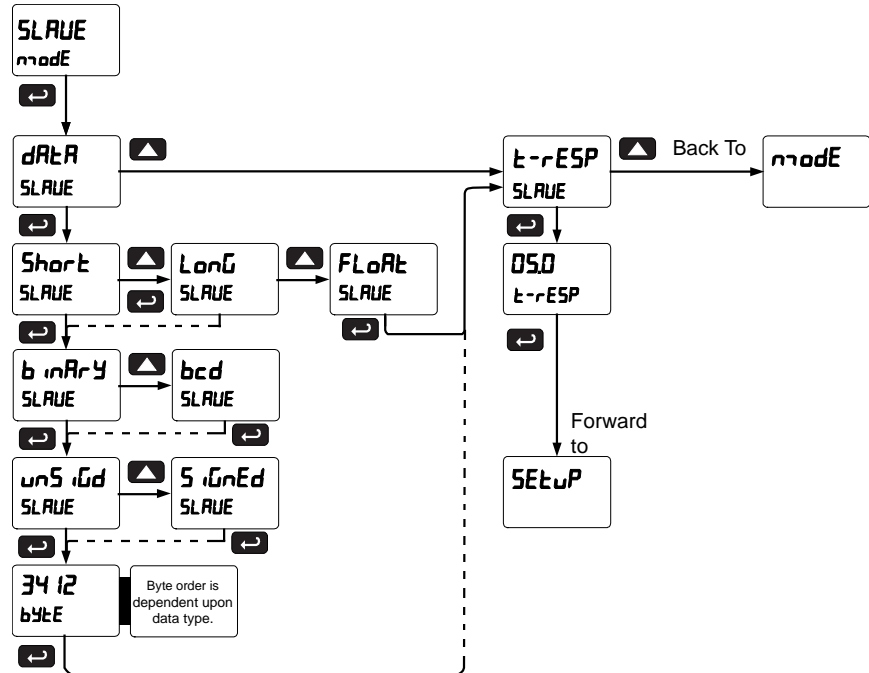 SLAVE
modE
dAtA
SLAVE
t-rESP
SLAVE
Back To
modE
Short
SLAVE
LonG
SLAVE
FLoAt
SLAVE
05.0
t-rESP
binAry
SLAVE
bcd
SLAVE
Forward
to
unSiGd
SLAVE
SiGnEd
SLAVE
SEtuP
3412
bytE
Byte order is
dependent upon
data type.